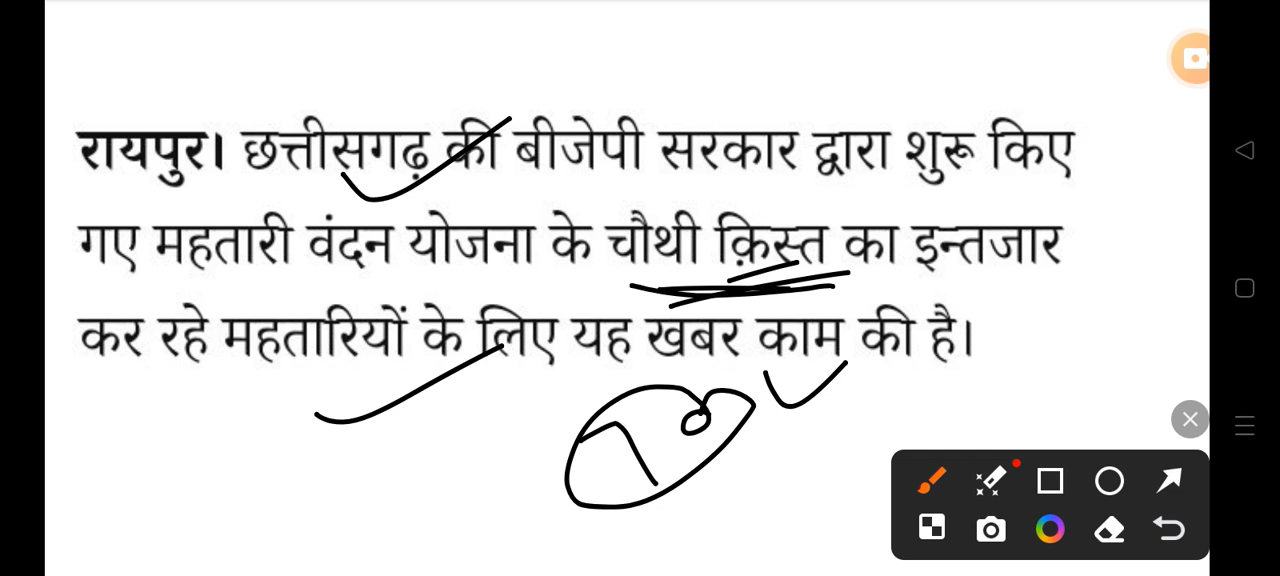 रायपुर। छत्तीसगढ़ की बीजेपी सरकार द्वारा शुरू किए
गए महतारी वंदन योजना के चौथी क़िस्त का इन्तजार
कर रहे महतारियों के लिए यह खबर काम की है।